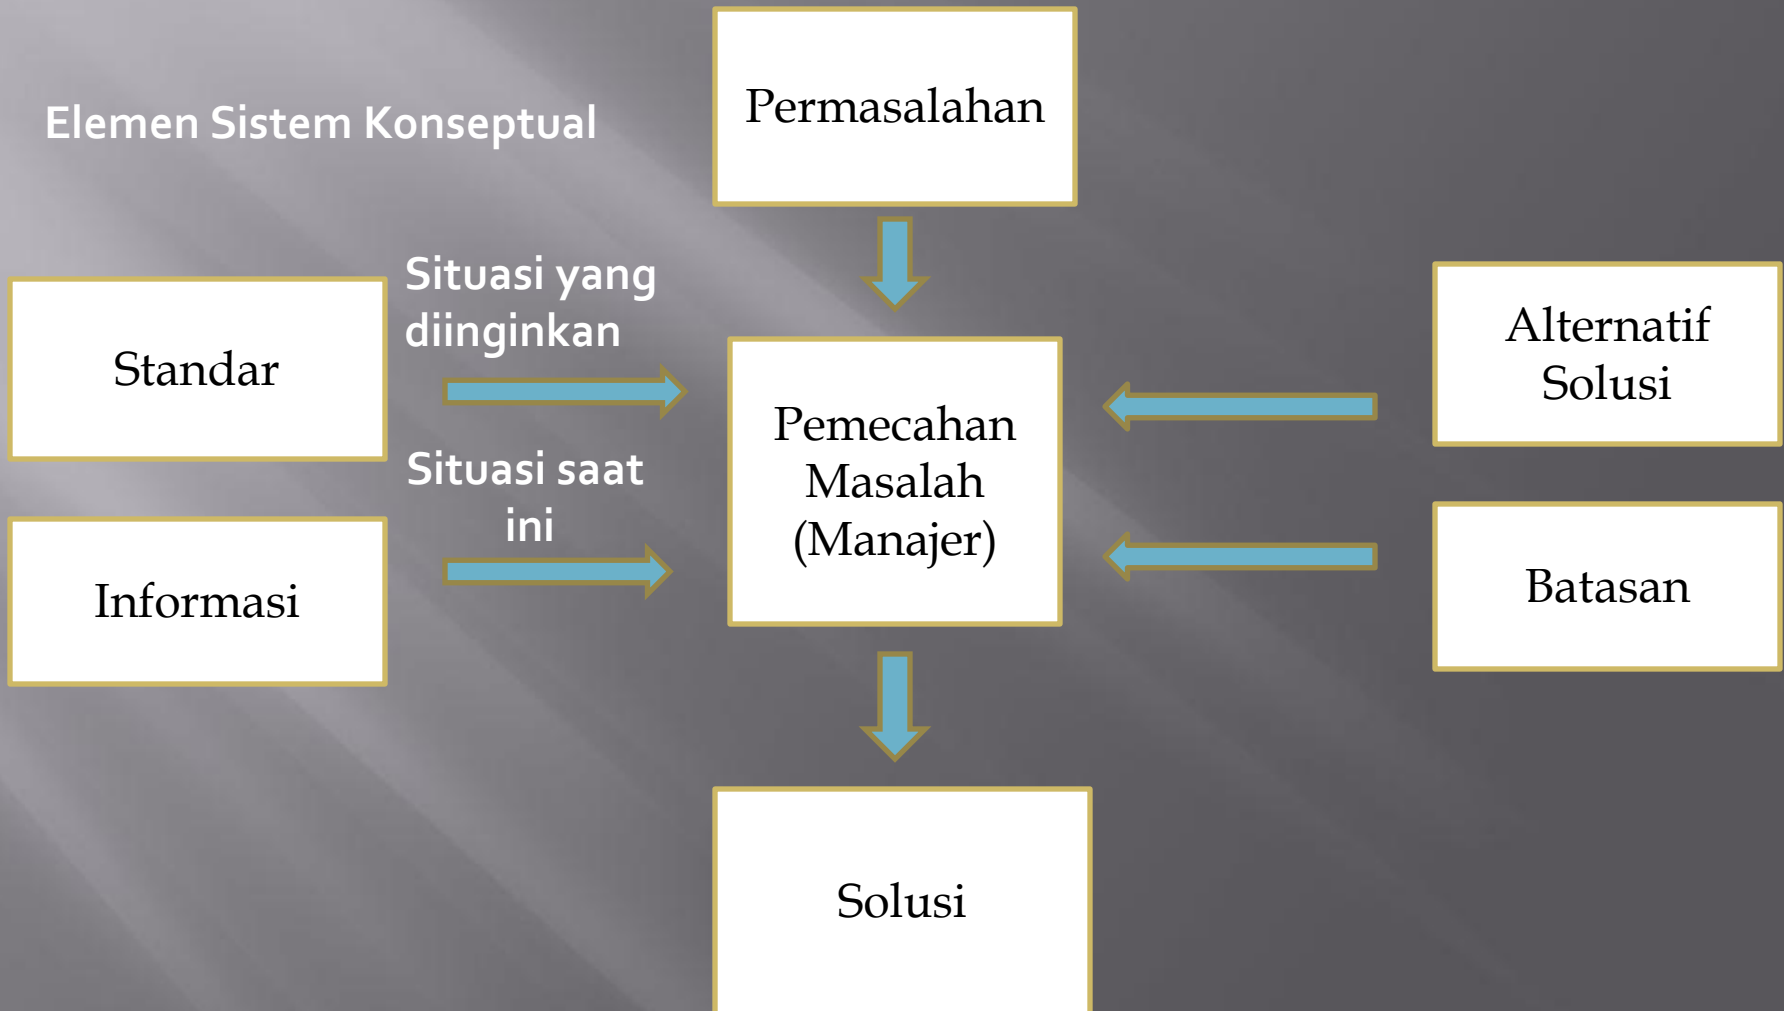 Permasalahan
Elemen Sistem Konseptual
Situasi yang
diinginkan
Standar
Alternatif
Solusi
Pemecahan
Masalah
(Manajer)
Situasi saat
ini
Informasi
Batasan
Solusi